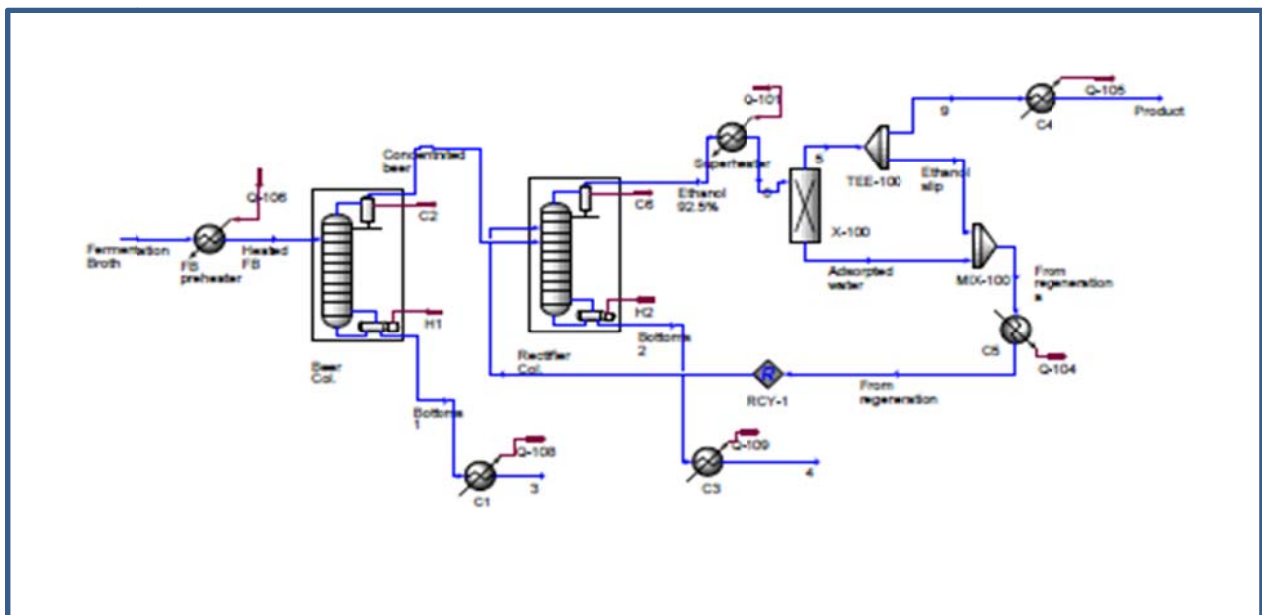 Q-105
Product
9
C4
Q-101
Superheater
Concentrated
beer
Ethanol
92.5%
C6
5
TEE-100
Ethanol
slip
X-100
Adsorpted
water
MIX-100
From
regeneration
s
C5
Q-104
Q-106
Fermentation
Broth
FB
preheater
Heated
FB
C2
H1
Beer
Col.
Bottoms
1
H2
Bottoms
2
Rectifier
Col.
R
RCY-1
From
regeneration
Q-108
C1
3
Q-109
C3
4